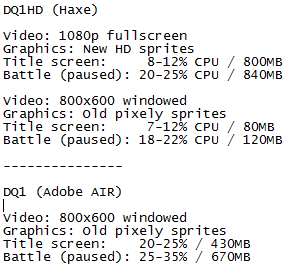 DQ1HD (Haxe)
Video: 1080p fullscreen
Graphics: New HD sprites
Title screen: 8-12% CPU / 800MB
Battle (paused): 20-25% CPU / 840MB
Video: 800x600 windowed
Graphics: Old pixely sprites
Title screen: 7-12% CPU / 80MB
Battle (paused): 18-22% CPU / 120MB
---------------
DQ1 (Adobe AIR)
Video: 800x600 windowed
Graphics: Old pixely sprites
Title screen: 20-25% / 430MB
Battle (paused): 25-35% / 670MB